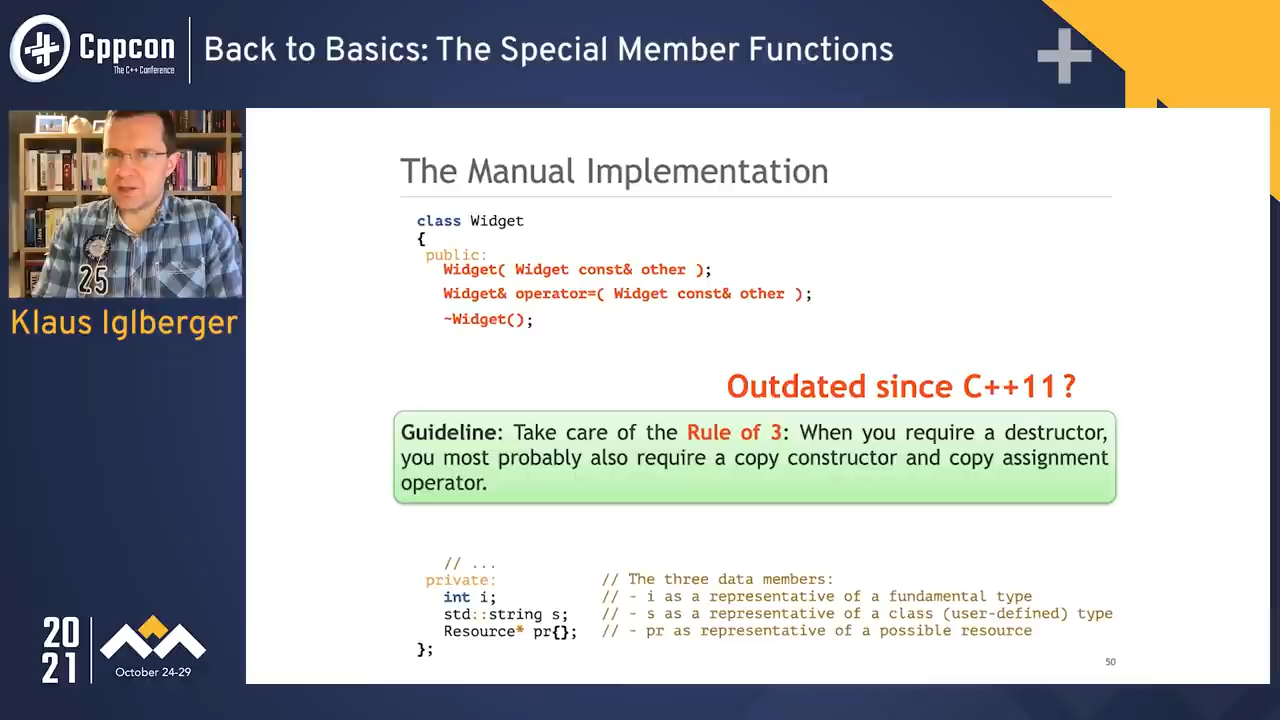 Cppcon
The C++ Conference
Back to Basics: The Special Member Functions
25
Klaus Iglberger
20
21
October 24-29
The Manual Implementation
class Widget
{
public:
Widget( Widget const& other );
Widget& operator=( Widget const& other );
~Widget();
Outdated since C++11?
Guideline: Take care of the Rule of 3: When you require a destructor,
you most probably also require a copy constructor and copy assignment
operator.
// ...
private: // The three data members:
int i; // - i as a representative of a fundamental type
std::string s; // - s as a representative of a class (user-defined) type
Resource* pr{}; // - pr as representative of a possible resource
};
50